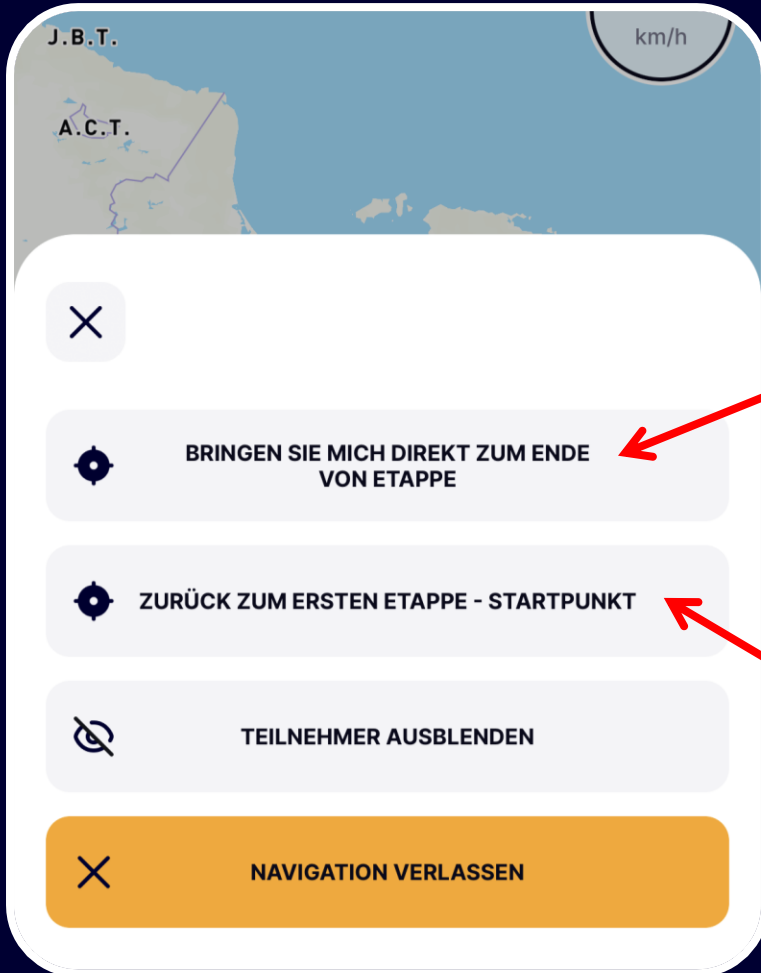 J.B.T.
km/h
A.C.T.
BRINGEN SIE MICH DIREKT ZUM ENDE
VON ETAPPE
ZURÜCK ZUM ERSTEN ETAPPE - STARTPUNKT
TEILNEHMER AUSBLENDEN
NAVIGATION VERLASSEN